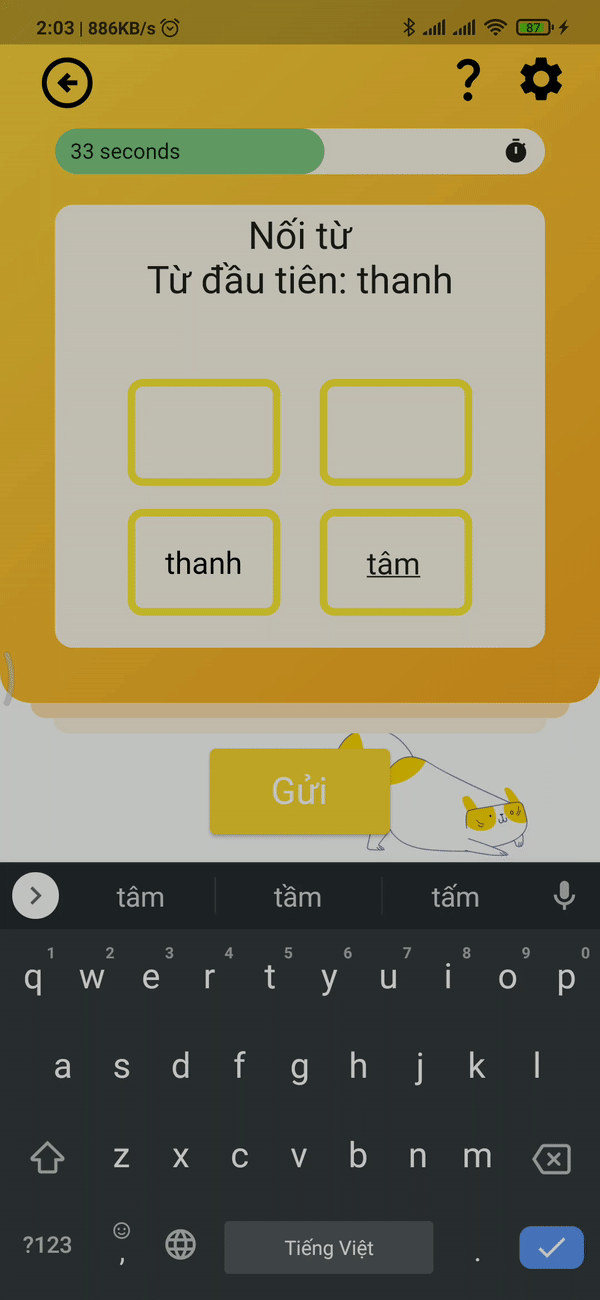 2:03 | 886KB/s 87
?
33 seconds
Nối từ
Từ đầu tiên: thanh
thanh tâm
Gửi
tâm tầm tấm
1 2 3 4 5 6 7 8 9 0
q w e r t y u i o p
a s d f g h j k l
z x c v b n m
?123 , Tiếng Việt .